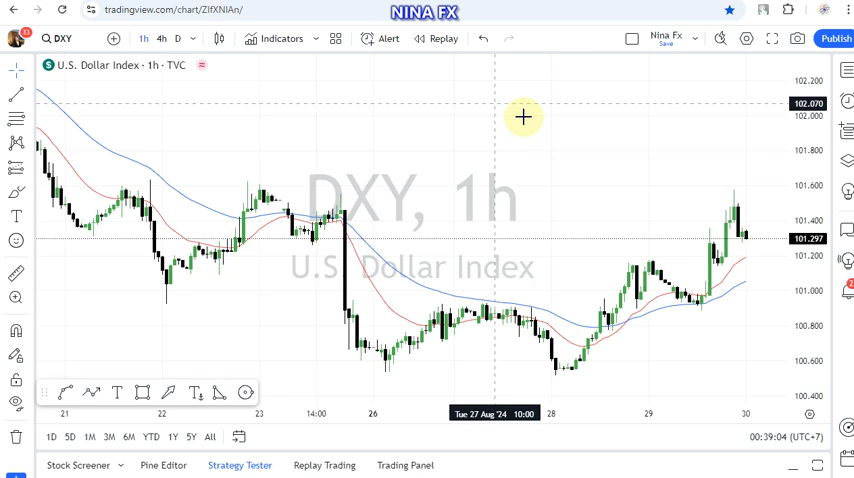 tradingview.com/chart/ZIfXNIAn/
NINA FX
33
DXY
1h 4h D
Indicators
Alert
Replay
Nina Fx
Save
Publish
U.S. Dollar Index · 1h · TVC
DXY, 1h
U.S. Dollar Index
102.200
102.070
102.000
101.800
101.600
101.400
101.297
101.200
101.000
100.800
100.600
100.400
21 22 23 14:00 26 Tue 27 Aug '24 10:00 28 29 30
1D 5D 1M 3M 6M YTD 1Y 5Y All
00:39:04 (UTC+7)
Stock Screener Pine Editor Strategy Tester Replay Trading Trading Panel